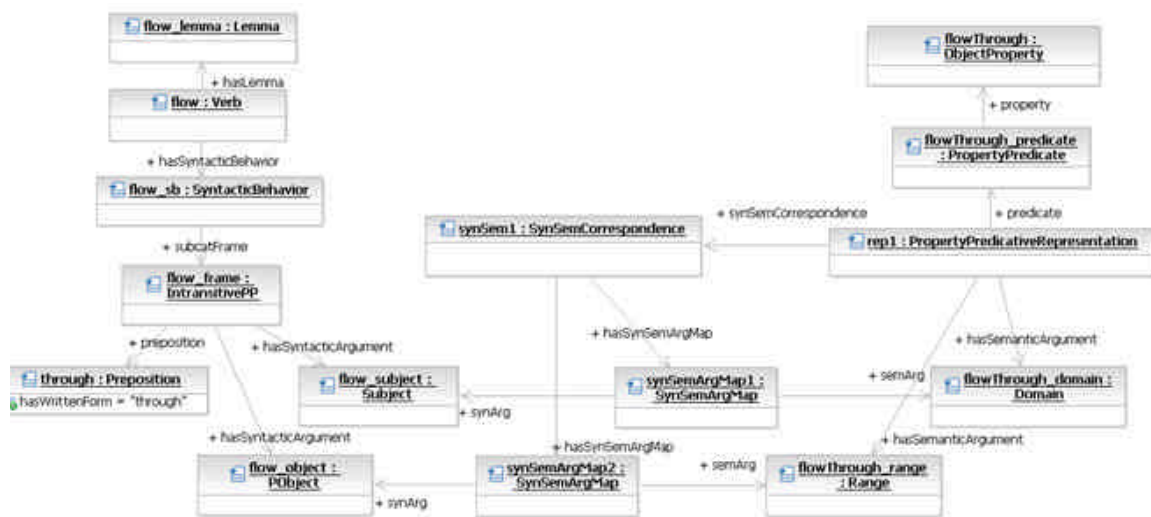 flow_lemma : Lemma
+ hasLemma
flow : Verb
+ hasSyntacticBehavior
flow_sb : SyntacticBehavior
+ subcatFrame
flow_frame :
IntransitivePP
+ preposition
through : Preposition
hasWrittenForm = "through"
+ hasSyntacticArgument
flow_subject :
Subject
+ synArg
+ hasSyntacticArgument
flow_object :
PObject
+ synArg
synSem1 : SynSemCorrespondence
+ hasSynSemArgMap
synSemArgMap1 :
SynSemArgMap
+ hasSynSemArgMap
synSemArgMap2 :
SynSemArgMap
flowThrough :
ObjectProperty
+ property
flowThrough_predicate
: PropertyPredicate
+ predicate
+ synSemCorrespondence
rep1 : PropertyPredicativeRepresentation
+ hasSemanticArgument
+ semArg
flowThrough_domain :
Domain
+ hasSemanticArgument
+ semArg
flowThrough_range
: Range